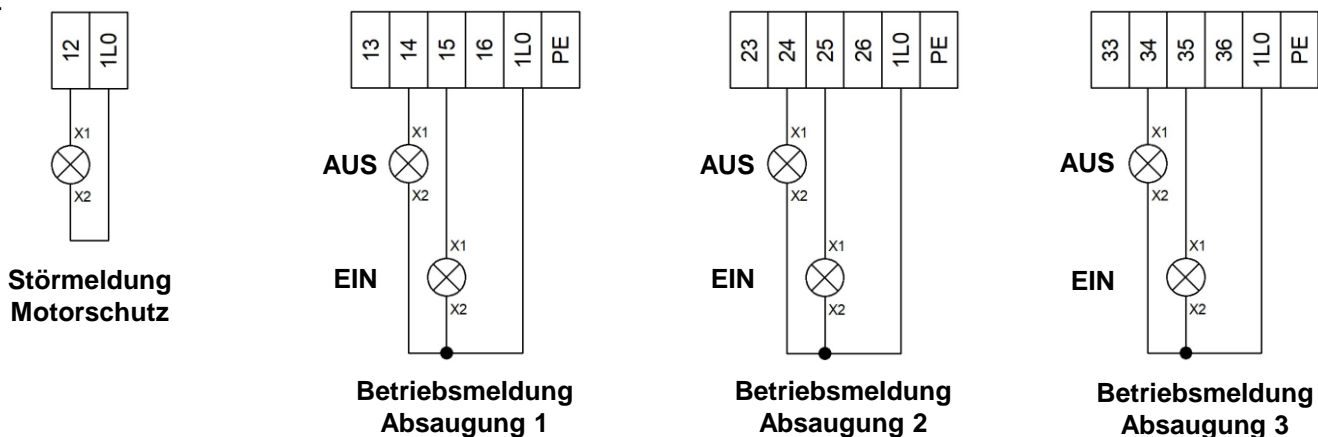 12 1L0
13 14 15 16 1L0 PE
23 24 25 26 1L0 PE
33 34 35 36 1L0 PE
X1
X2
Störmeldung
Motorschutz
AUS
X1
X2
EIN
X1
X2
Betriebsmeldung
Absaugung 1
AUS
X1
X2
EIN
X1
X2
Betriebsmeldung
Absaugung 2
AUS
X1
X2
EIN
X1
X2
Betriebsmeldung
Absaugung 3